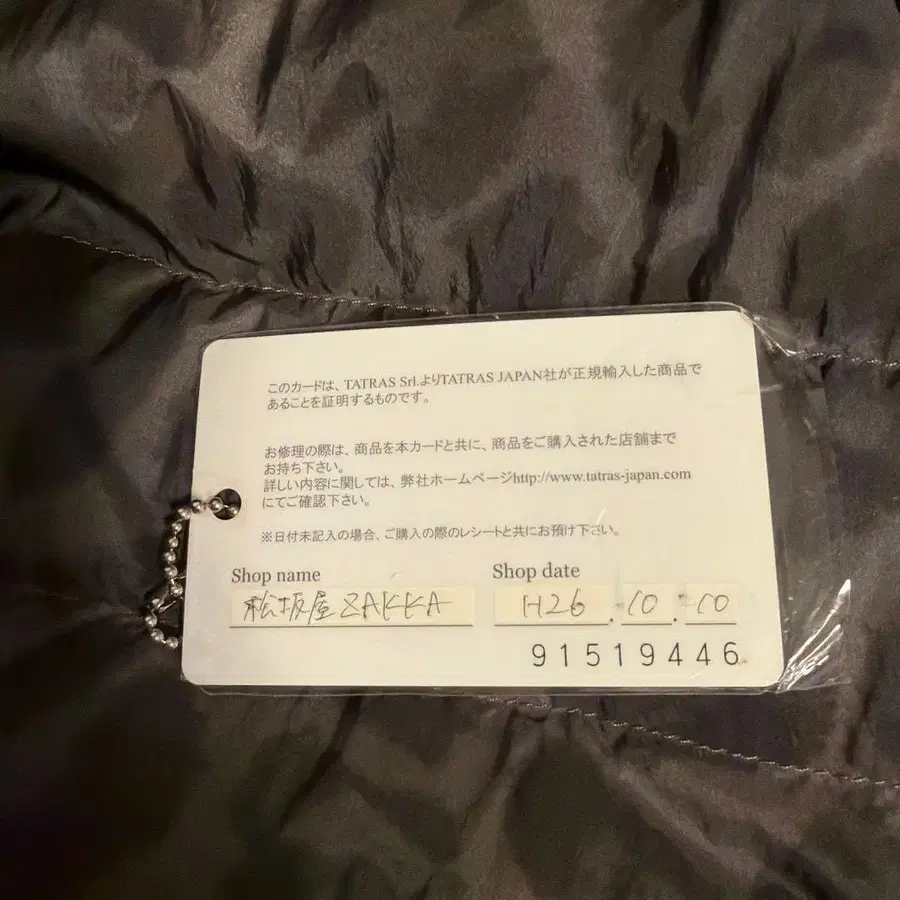 このカードは、TATRAS Srl.よりTATRAS JAPAN社が正規輸入した商品で
あることを証明するものです。
お修理の際は、商品を本カードと共に、商品をご購入された店舗まで
お持ち下さい。
詳しい内容に関しては、弊社ホームページhttp://www.tatras-japan.com
にてご確認下さい。
※日付未記入の場合、ご購入の際のレシートと共にお預け下さい。
Shop name Shop date
松坂屋ZAKKA H26.10.10
91519446